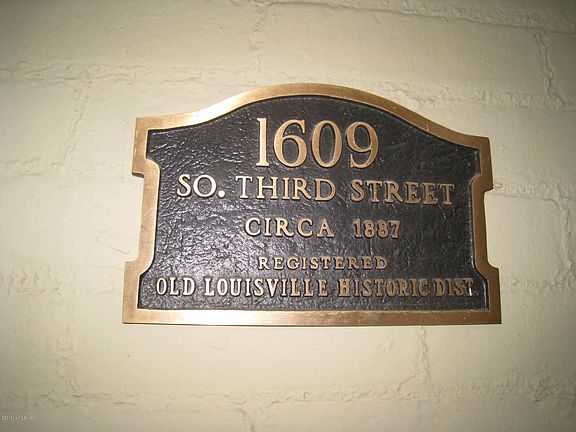 1609
SO. THIRD STREET
CIRCA 1887
REGISTERED
OLD LOUISVILLE HISTORIC DIST.